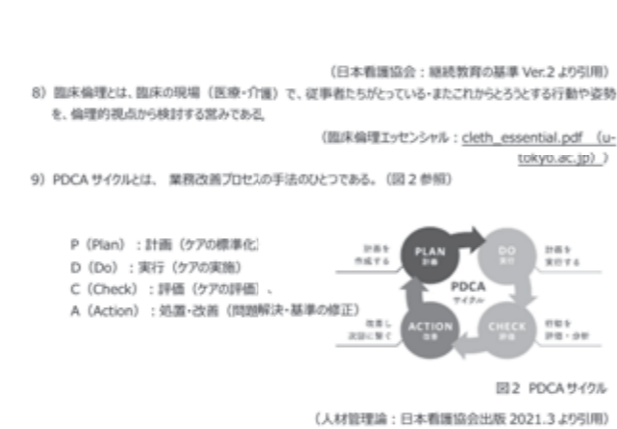 （日本看護協会：継続教育の基準 Ver.2 より引用）
8）臨床倫理とは、臨床の現場（医療・介護）で、従事者たちがとっている・またこれからとろうとする行動や姿勢
を、倫理的視点から検討する営みである。
（臨床倫理エッセンシャル：cleth_essential.pdf （u-
tokyo.ac.jp））
9）PDCA サイクルとは、 業務改善プロセスの手法のひとつである。（図 2 参照）
P（Plan）：計画（ケアの標準化）
D（Do）：実行（ケアの実施）
C（Check）：評価（ケアの評価）、
A（Action）：処置・改善（問題解決・基準の修正）
計画を
作成する
PLAN
計画
DO
実行
計画を
実行する
PDCA
サイクル
改善し
次回に繋ぐ
ACTION
改善
CHECK
評価
行動を
評価・分析
図 2 PDCA サイクル
（人材管理論：日本看護協会出版 2021.3 より引用）